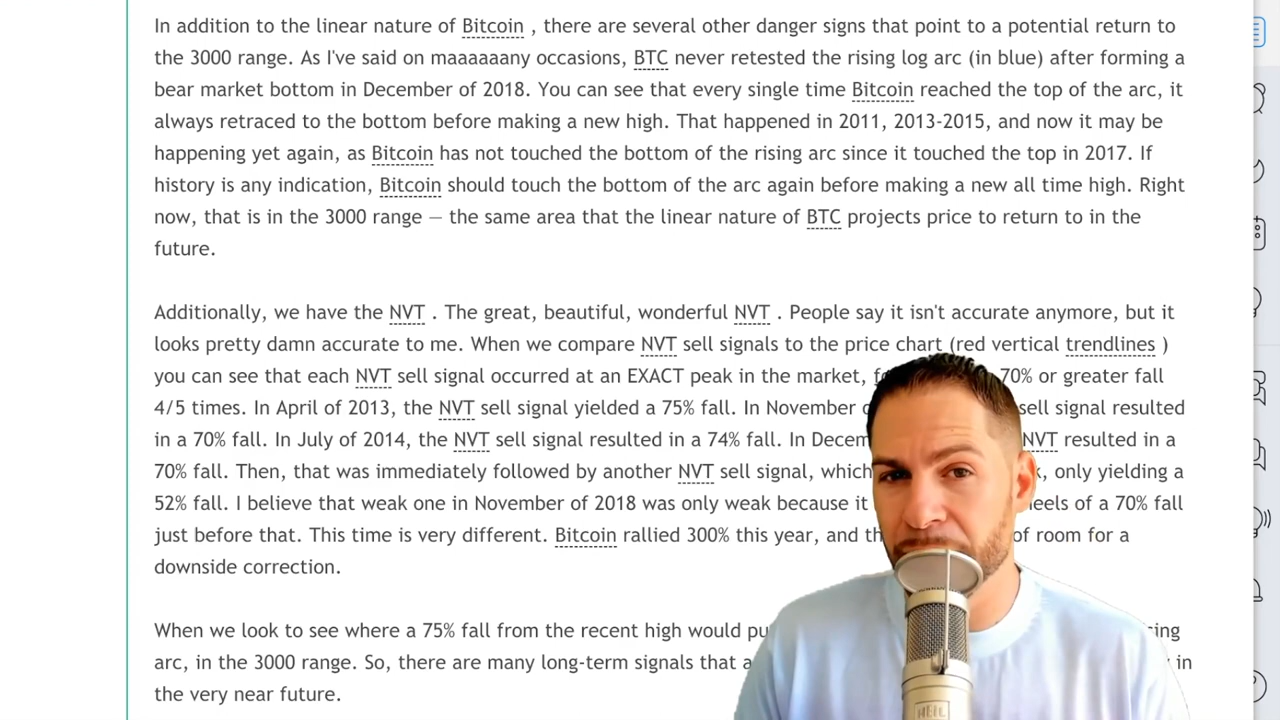 In addition to the linear nature of Bitcoin , there are several other danger signs that point to a potential return to
the 3000 range. As I've said on maaaaaany occasions, BTC never retested the rising log arc (in blue) after forming a
bear market bottom in December of 2018. You can see that every single time Bitcoin reached the top of the arc, it
always retraced to the bottom before making a new high. That happened in 2011, 2013-2015, and now it may be
happening yet again, as Bitcoin has not touched the bottom of the rising arc since it touched the top in 2017. If
history is any indication, Bitcoin should touch the bottom of the arc again before making a new all time high. Right
now, that is in the 3000 range — the same area that the linear nature of BTC projects price to return to in the
future.
Additionally, we have the NVT . The great, beautiful, wonderful NVT . People say it isn't accurate anymore, but it
looks pretty damn accurate to me. When we compare NVT sell signals to the price chart (red vertical trendlines )
you can see that each NVT sell signal occurred at an EXACT peak in the market, 70% or greater fall
4/5 times. In April of 2013, the NVT sell signal yielded a 75% fall. In November sell signal resulted
in a 70% fall. In July of 2014, the NVT sell signal resulted in a 74% fall. In Decem NVT resulted in a
70% fall. Then, that was immediately followed by another NVT sell signal, which only yielding a
52% fall. I believe that weak one in November of 2018 was only weak because it heels of a 70% fall
just before that. This time is very different. Bitcoin rallied 300% this year, and of room for a
downside correction.
When we look to see where a 75% fall from the recent high would
arc, in the 3000 range. So, there are many long-term signals that in
the very near future.
HEIL